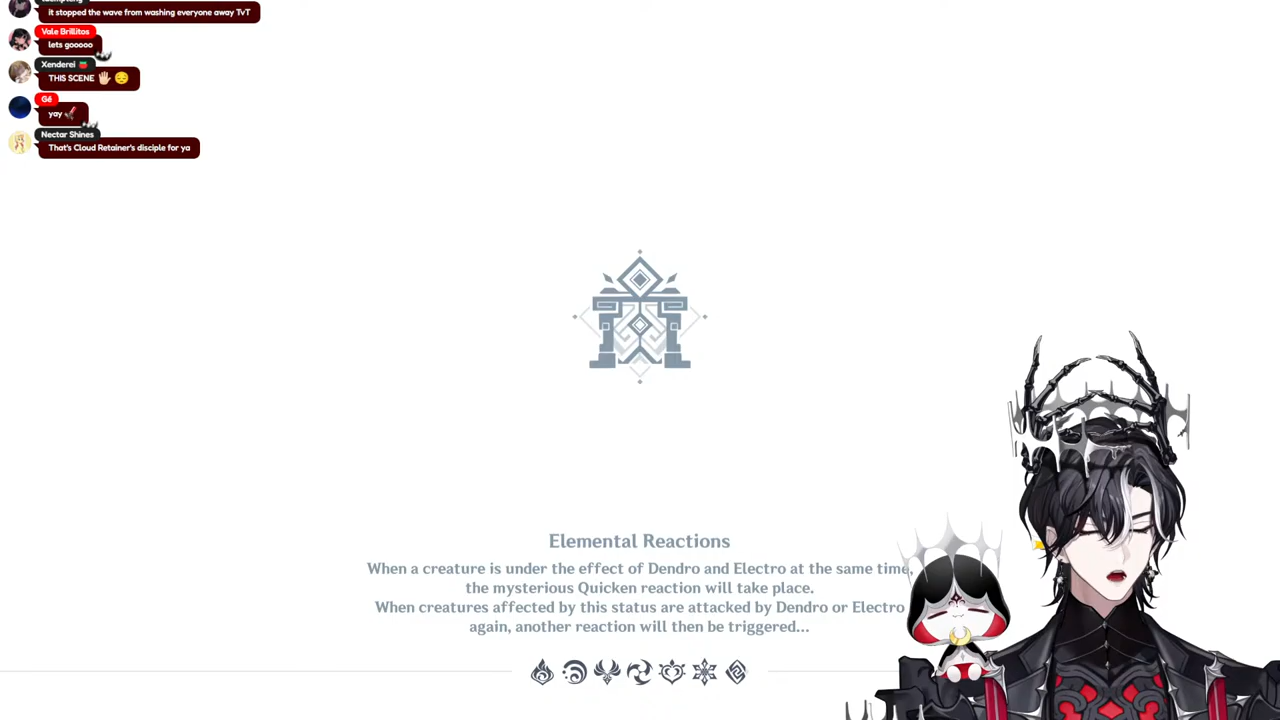 it stopped the wave from washing everyone away TvT
Vale Brillitos
lets gooooo
Xenderei 🍅
THIS SCENE 🖐🏻 😔
Gé
yay
Nectar Shines
That's Cloud Retainer's disciple for ya
Elemental Reactions
When a creature is under the effect of Dendro and Electro at the same time,
the mysterious Quicken reaction will take place.
When creatures affected by this status are attacked by Dendro or Electro
again, another reaction will then be triggered...